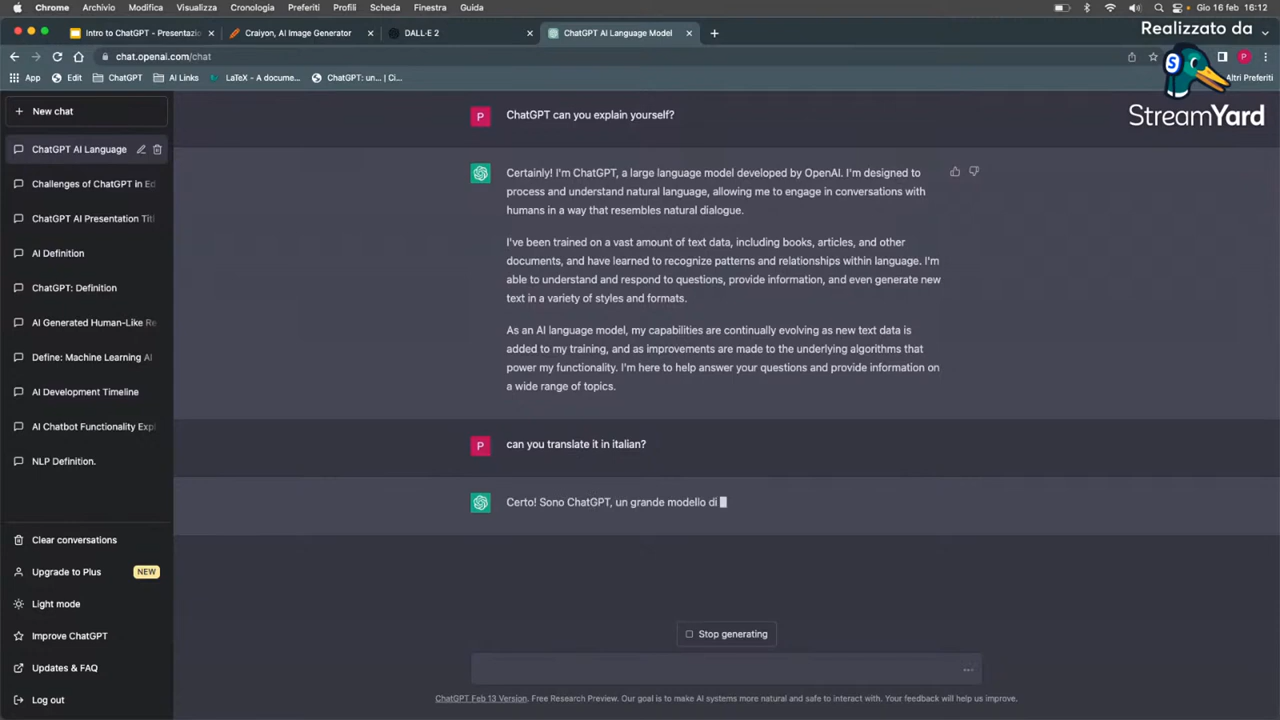 Chrome Archivio Modifica Visualizza Cronologia Preferiti Profili Scheda Finestra Guida Gio 16 feb 16:12
Intro to ChatGPT - Presentazio Craiyon, AI Image Generator DALL·E 2 ChatGPT AI Language Model
Realizzato da
chat.openai.com/chat
App Edit ChatGPT AI Links LaTeX - A docume... ChatGPT: un... | Ci... Altri Preferiti
StreamYard
New chat
ChatGPT AI Language
Challenges of ChatGPT in Ed
ChatGPT AI Presentation Titl
AI Definition
ChatGPT: Definition
AI Generated Human-Like Re
Define: Machine Learning AI
AI Development Timeline
AI Chatbot Functionality Expl
NLP Definition.
Clear conversations
Upgrade to Plus NEW
Light mode
Improve ChatGPT
Updates & FAQ
Log out
P ChatGPT can you explain yourself?
Certainly! I'm ChatGPT, a large language model developed by OpenAI. I'm designed to
process and understand natural language, allowing me to engage in conversations with
humans in a way that resembles natural dialogue.
I've been trained on a vast amount of text data, including books, articles, and other
documents, and have learned to recognize patterns and relationships within language. I'm
able to understand and respond to questions, provide information, and even generate new
text in a variety of styles and formats.
As an AI language model, my capabilities are continually evolving as new text data is
added to my training, and as improvements are made to the underlying algorithms that
power my functionality. I'm here to help answer your questions and provide information on
a wide range of topics.
P can you translate it in italian?
Certo! Sono ChatGPT, un grande modello di
Stop generating
ChatGPT Feb 13 Version. Free Research Preview. Our goal is to make AI systems more natural and safe to interact with. Your feedback will help us improve.